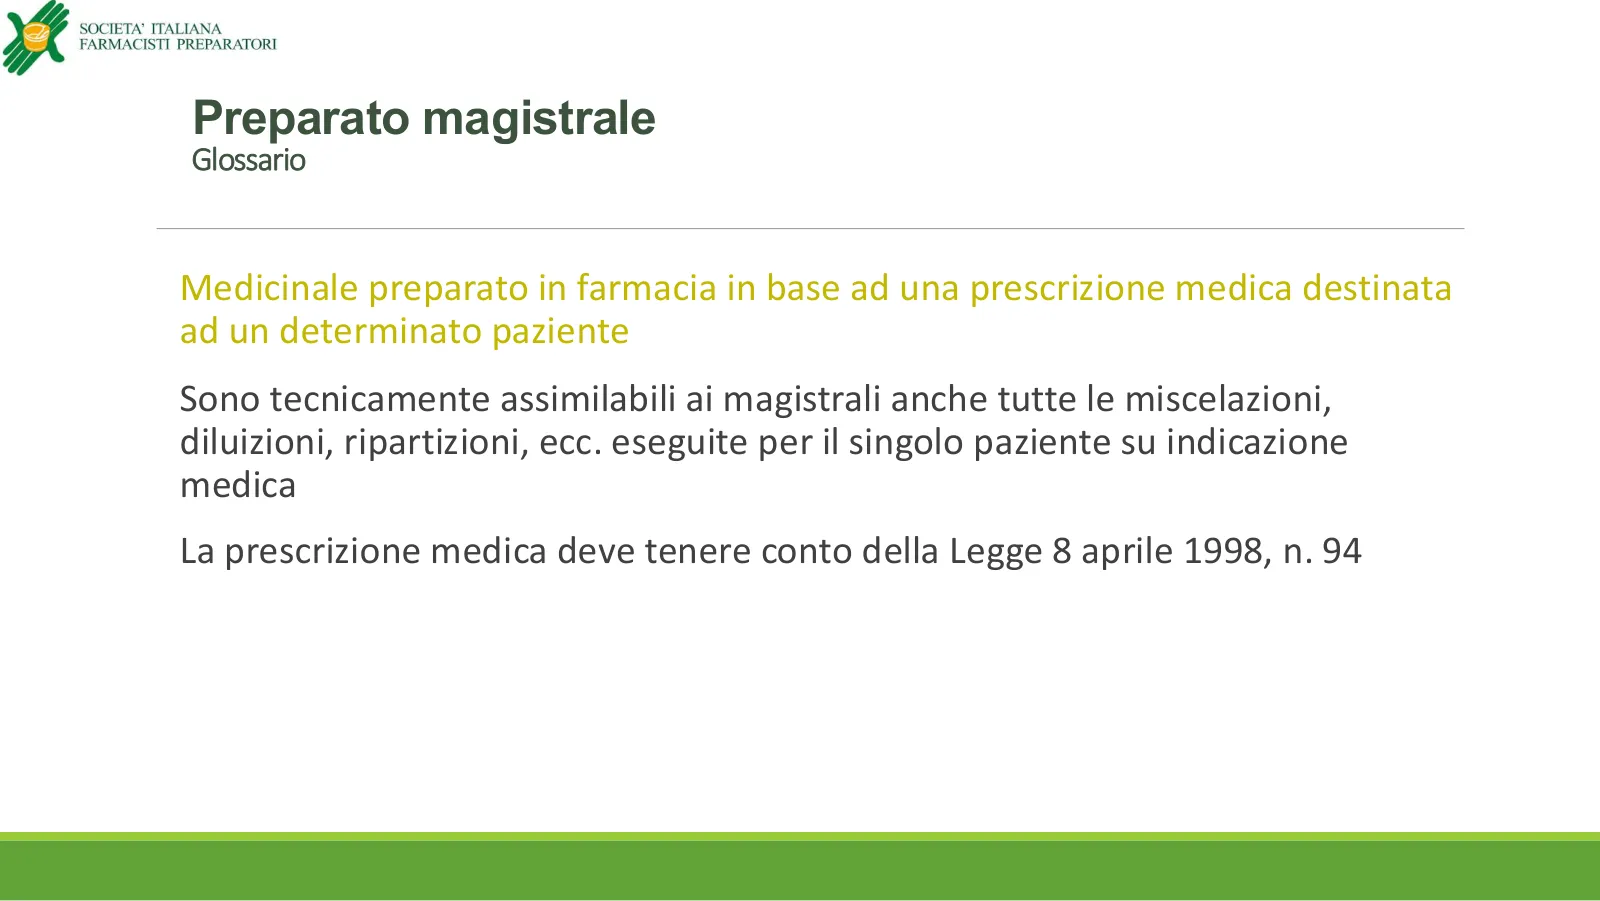 SOCIETA' ITALIANA
FARMACISTI PREPARATORI
Preparato magistrale
Glossario
Medicinale preparato in farmacia in base ad una prescrizione medica destinata
ad un determinato paziente
Sono tecnicamente assimilabili ai magistrali anche tutte le miscelazioni,
diluizioni, ripartizioni, ecc. eseguite per il singolo paziente su indicazione
medica
La prescrizione medica deve tenere conto della Legge 8 aprile 1998, n. 94